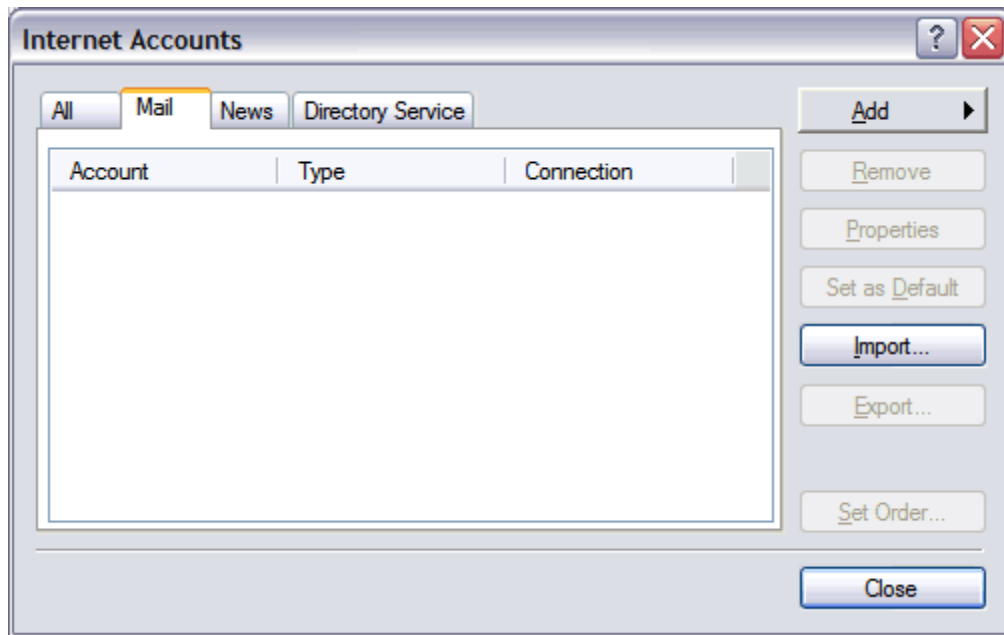 Internet Accounts
?
All Mail News Directory Service
Account Type Connection
Add
Remove
Properties
Set as Default
Import...
Export...
Set Order...
Close